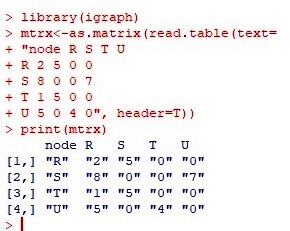 > library(igraph)
> mtrx<-as.matrix(read.table(text=
+ "node R S T U
+ R 2 5 0 0
+ S 8 0 0 7
+ T 1 5 0 0
+ U 5 0 4 0", header=T))
> print(mtrx)
     node R   S   T   U
[1,] "R"  "2" "5" "0" "0"
[2,] "S"  "8" "0" "0" "7"
[3,] "T"  "1" "5" "0" "0"
[4,] "U"  "5" "0" "4" "0"
>